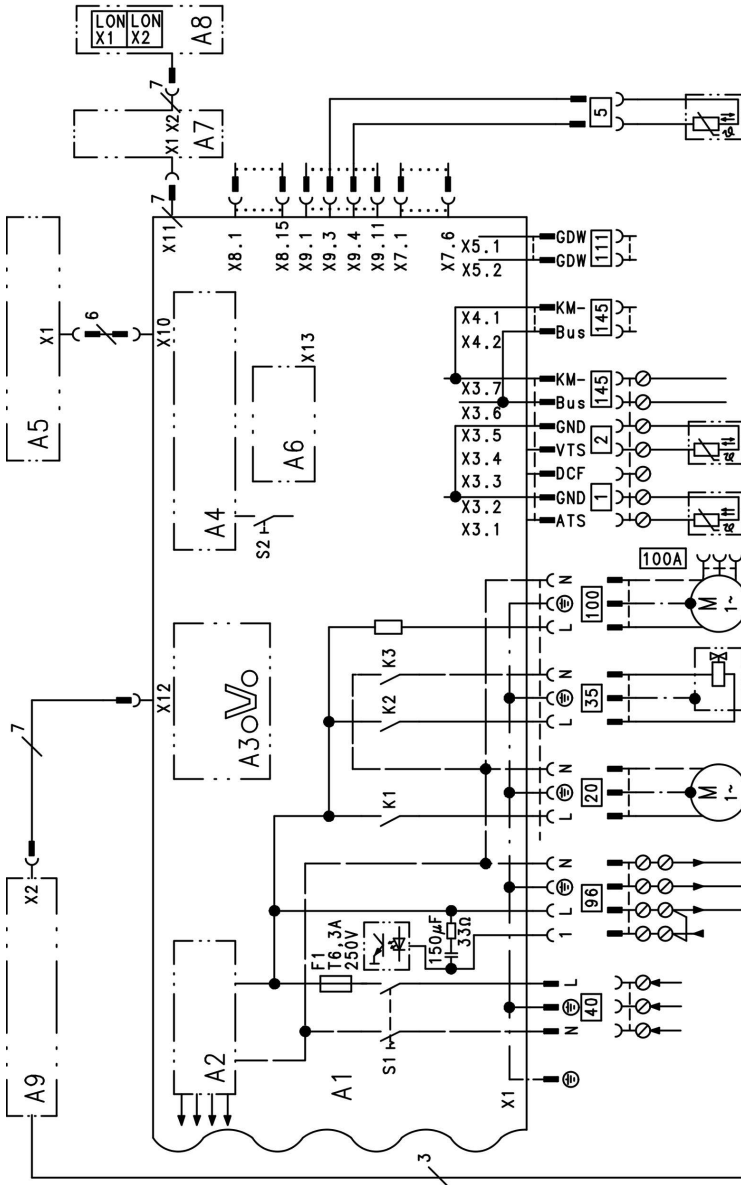 LON LON
X1 X2
A8
7
X1 X2
A7
7
X11
A5
X1
6
X10
X8.1
X8.15
X9.1
X9.3
X9.4
X9.11
X7.1
X7.6
5
ϑ
A4
S2
A6
X13
X5.1
GDW
X5.2
GDW
111
X4.1
KM-
X4.2
Bus
145
X3.7
KM-
X3.6
Bus
145
X3.5
GND
X3.4
VTS
2
X3.3
DCF
X3.2
GND
1
X3.1
ATS
ϑ
ϑ
A9
X2
7
X12
A3
100A
N
100
L
M
1~
K3
K2
N
35
L
K1
N
20
L
M
1~
N
96
L
1
A2
F1
T6,3A
250V
150µF
33Ω
S1
A1
L
40
N
X1
3